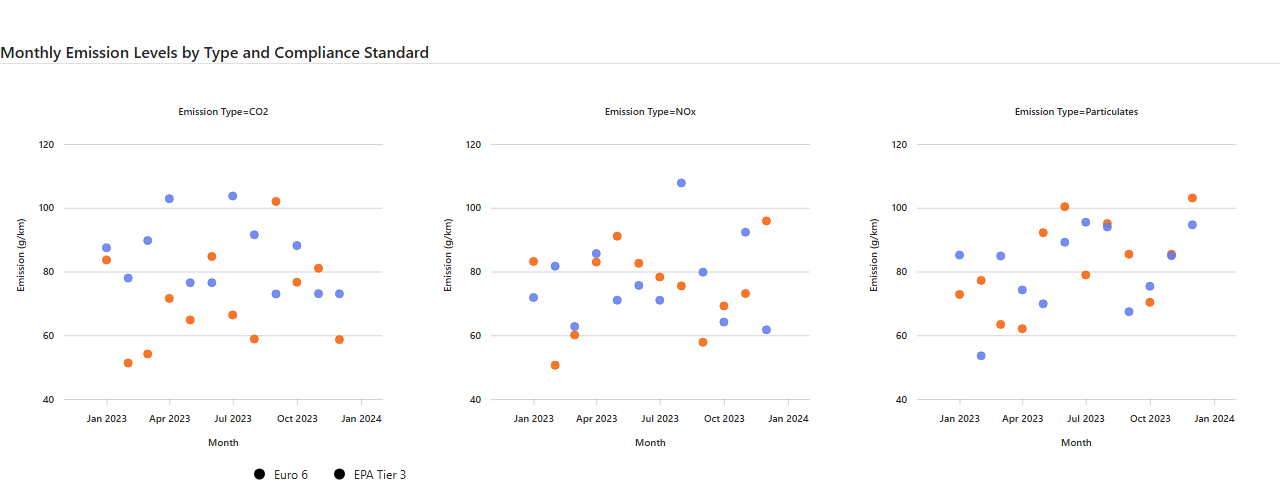 Monthly Emission Levels by Type and Compliance Standard
Emission Type=CO2
Emission Type=NOx
Emission Type=Particulates
120
100
80
60
40
Emission (g/km)
Jan 2023 Apr 2023 Jul 2023 Oct 2023 Jan 2024
Month
120
100
80
60
40
Emission (g/km)
Jan 2023 Apr 2023 Jul 2023 Oct 2023 Jan 2024
Month
120
100
80
60
40
Emission (g/km)
Jan 2023 Apr 2023 Jul 2023 Oct 2023 Jan 2024
Month
Euro 6 EPA Tier 3